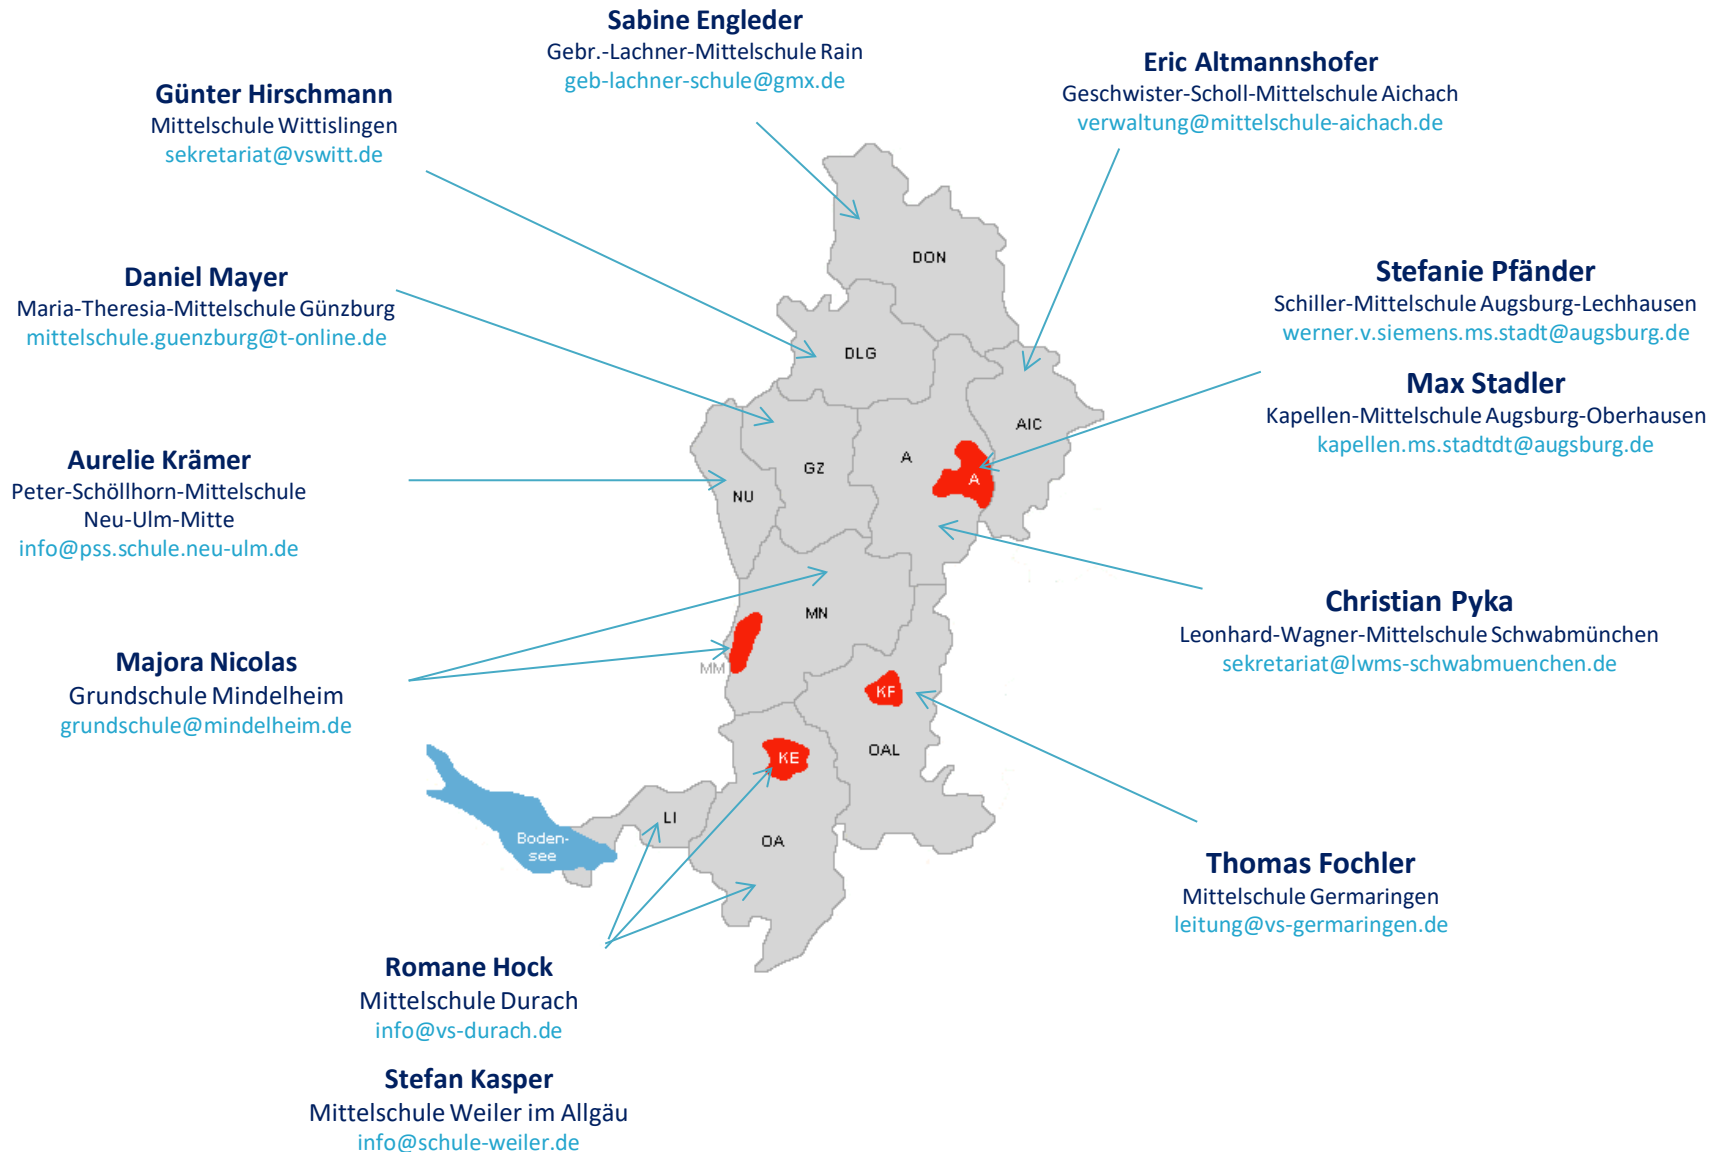 Sabine Engleder
Gebr.-Lachner-Mittelschule Rain
geb-lachner-schule@gmx.de
Eric Altmannshofer
Geschwister-Scholl-Mittelschule Aichach
verwaltung@mittelschule-aichach.de
Günter Hirschmann
Mittelschule Wittislingen
sekretariat@vswitt.de
Daniel Mayer
Maria-Theresia-Mittelschule Günzburg
mittelschule.guenzburg@t-online.de
Stefanie Pfänder
Schiller-Mittelschule Augsburg-Lechhausen
werner.v.siemens.ms.stadt@augsburg.de
Max Stadler
Kapellen-Mittelschule Augsburg-Oberhausen
kapellen.ms.stadtdt@augsburg.de
Aurelie Krämer
Peter-Schöllhorn-Mittelschule
Neu-Ulm-Mitte
info@pss.schule.neu-ulm.de
Christian Pyka
Leonhard-Wagner-Mittelschule Schwabmünchen
sekretariat@lwms-schwabmuenchen.de
Majora Nicolas
Grundschule Mindelheim
grundschule@mindelheim.de
Thomas Fochler
Mittelschule Germaringen
leitung@vs-germaringen.de
Romane Hock
Mittelschule Durach
info@vs-durach.de
Stefan Kasper
Mittelschule Weiler im Allgäu
info@schule-weiler.de
DON
DLG
AIC
A
GZ
A
NU
MN
MM
KF
OAL
KE
LI
OA
Boden-
see